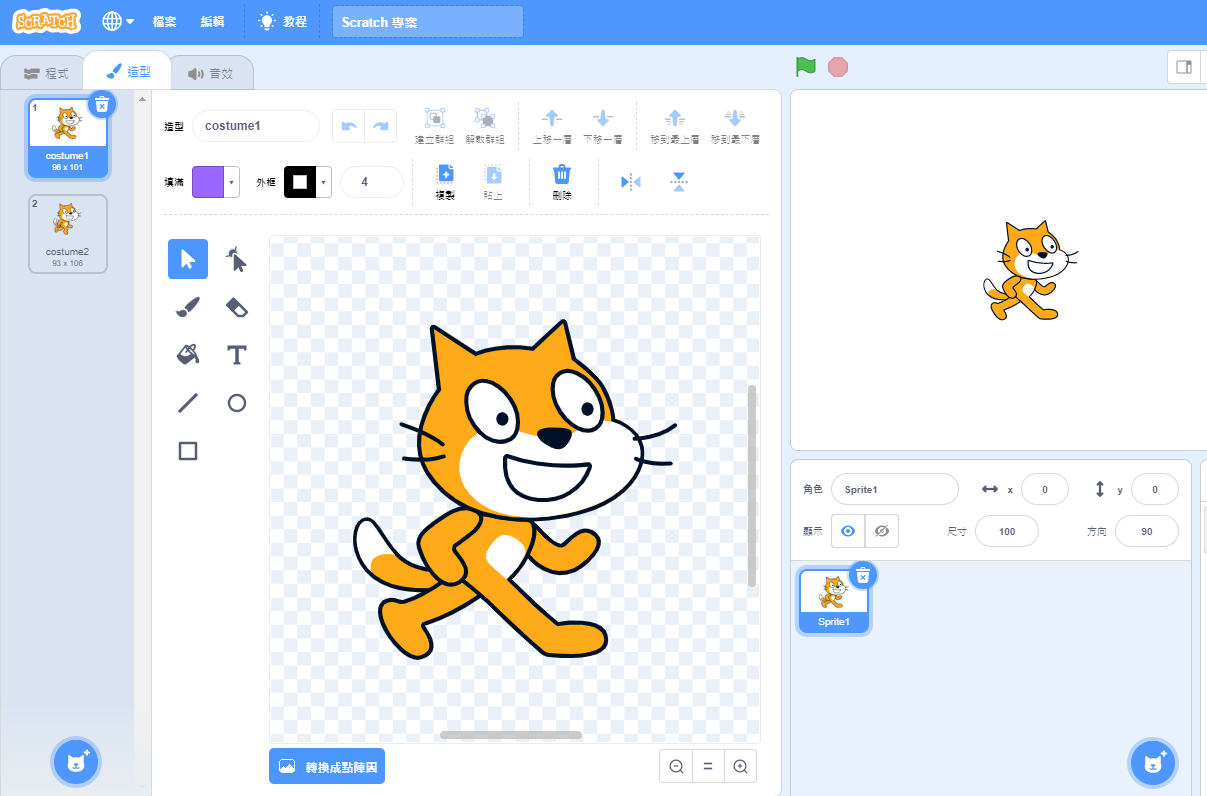 SCRATCH
檔案 編輯 教程 Scratch 專案
程式 造型 音效
1
costume1
96 x 101
2
costume2
93 x 106
造型 costume1
建立群組 解散群組 上移一層 下移一層 移到最上層 移到最下層
填滿 外框 4
複製 貼上 刪除
T
轉換成點陣圖
角色 Sprite1 x 0 y 0
顯示 尺寸 100 方向 90
Sprite1